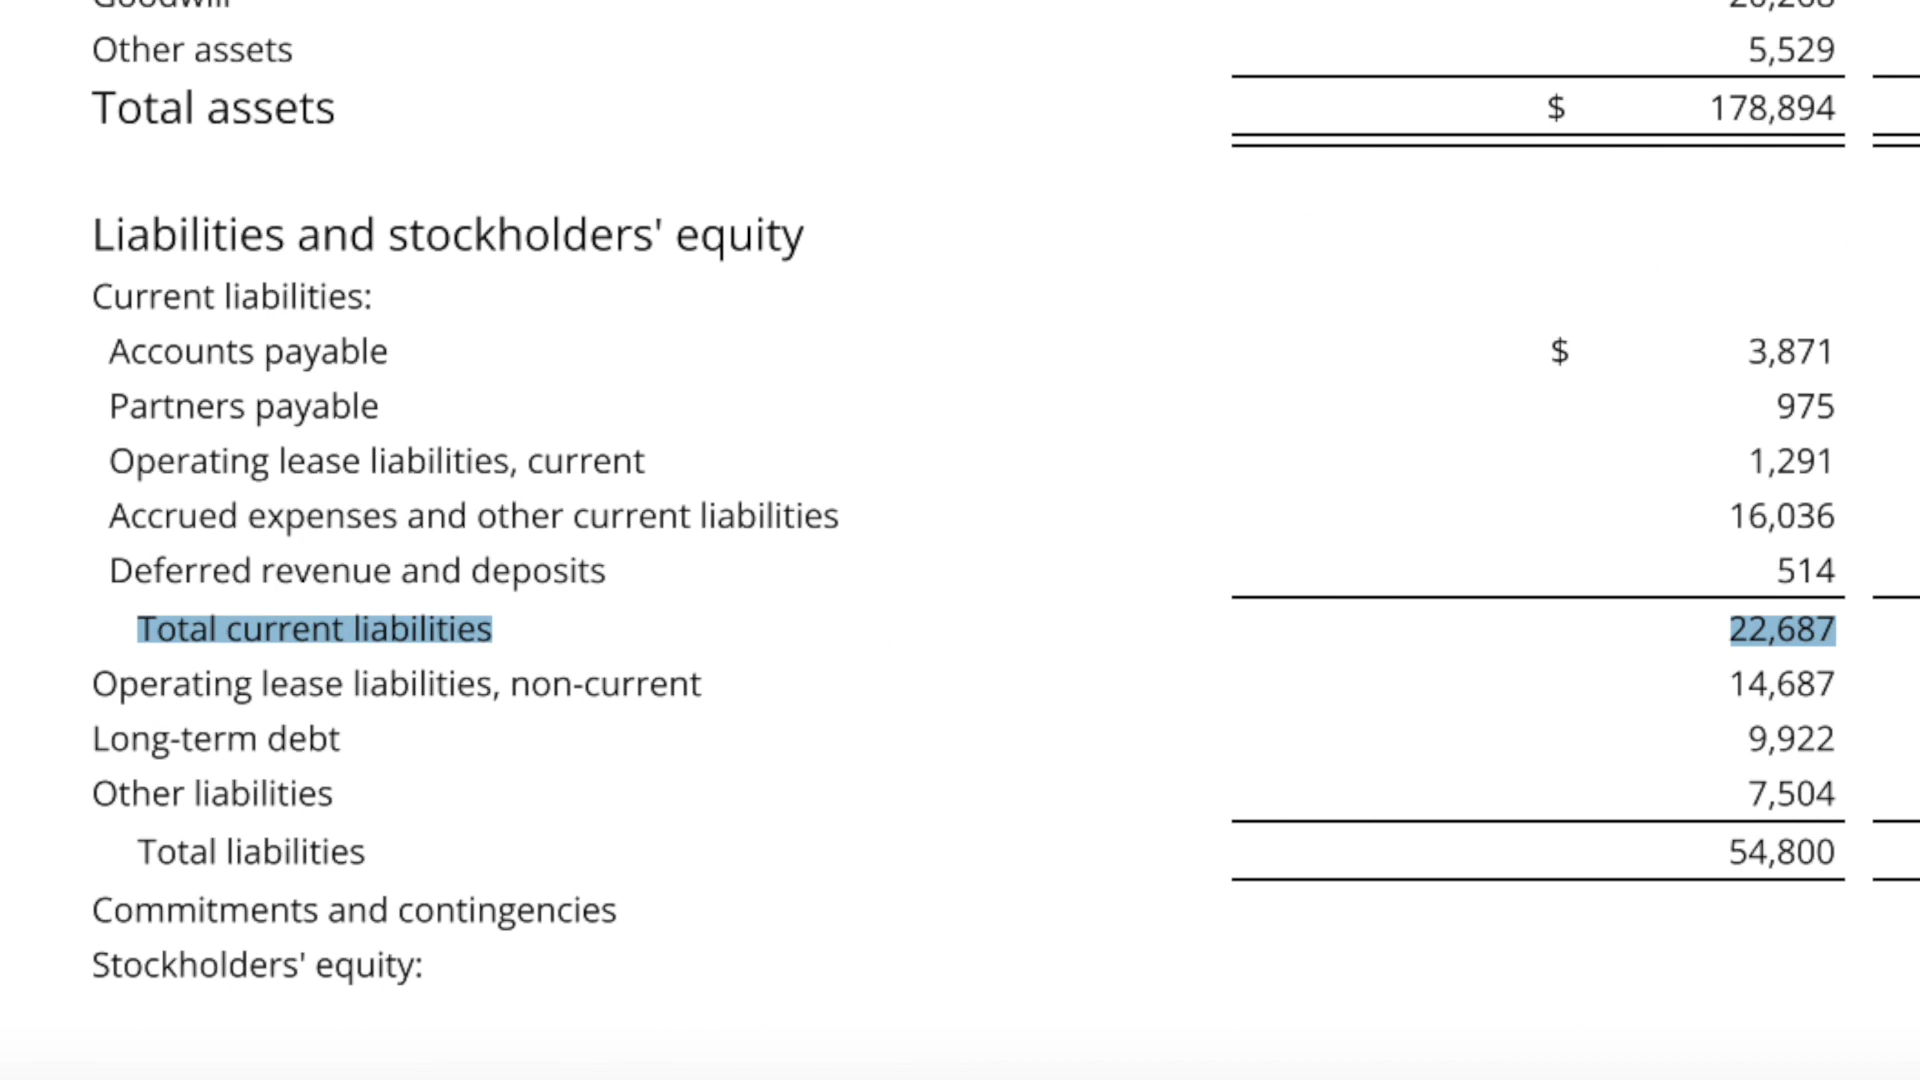 Goodwill
Other assets 5,529
Total assets $ 178,894
Liabilities and stockholders' equity
Current liabilities:
Accounts payable $ 3,871
Partners payable 975
Operating lease liabilities, current 1,291
Accrued expenses and other current liabilities 16,036
Deferred revenue and deposits 514
Total current liabilities 22,687
Operating lease liabilities, non-current 14,687
Long-term debt 9,922
Other liabilities 7,504
Total liabilities 54,800
Commitments and contingencies
Stockholders' equity: